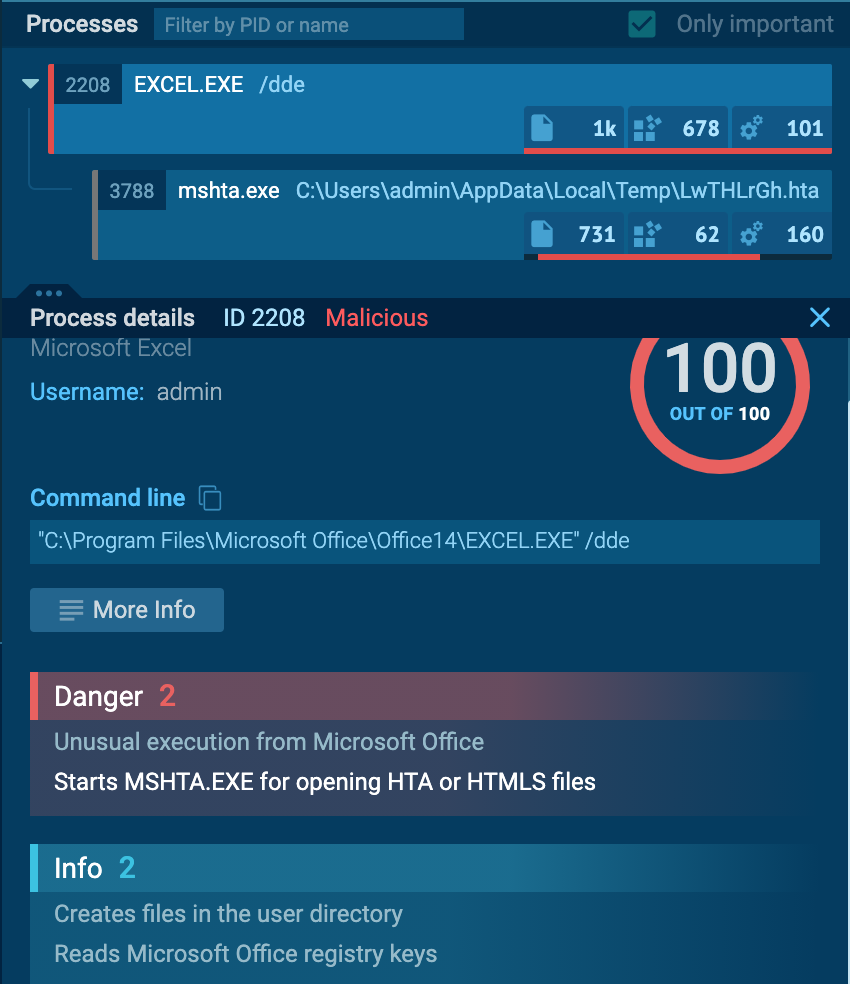 Processes Filter by PID or name Only important
2208 EXCEL.EXE /dde
1k 678 101
3788 mshta.exe C:\Users\admin\AppData\Local\Temp\LwTHLrGh.hta
731 62 160
Process details ID 2208 Malicious
Microsoft Excel
100
Username: admin
OUT OF 100
Command line
"C:\Program Files\Microsoft Office\Office14\EXCEL.EXE" /dde
More Info
Danger 2
Unusual execution from Microsoft Office
Starts MSHTA.EXE for opening HTA or HTMLS files
Info 2
Creates files in the user directory
Reads Microsoft Office registry keys